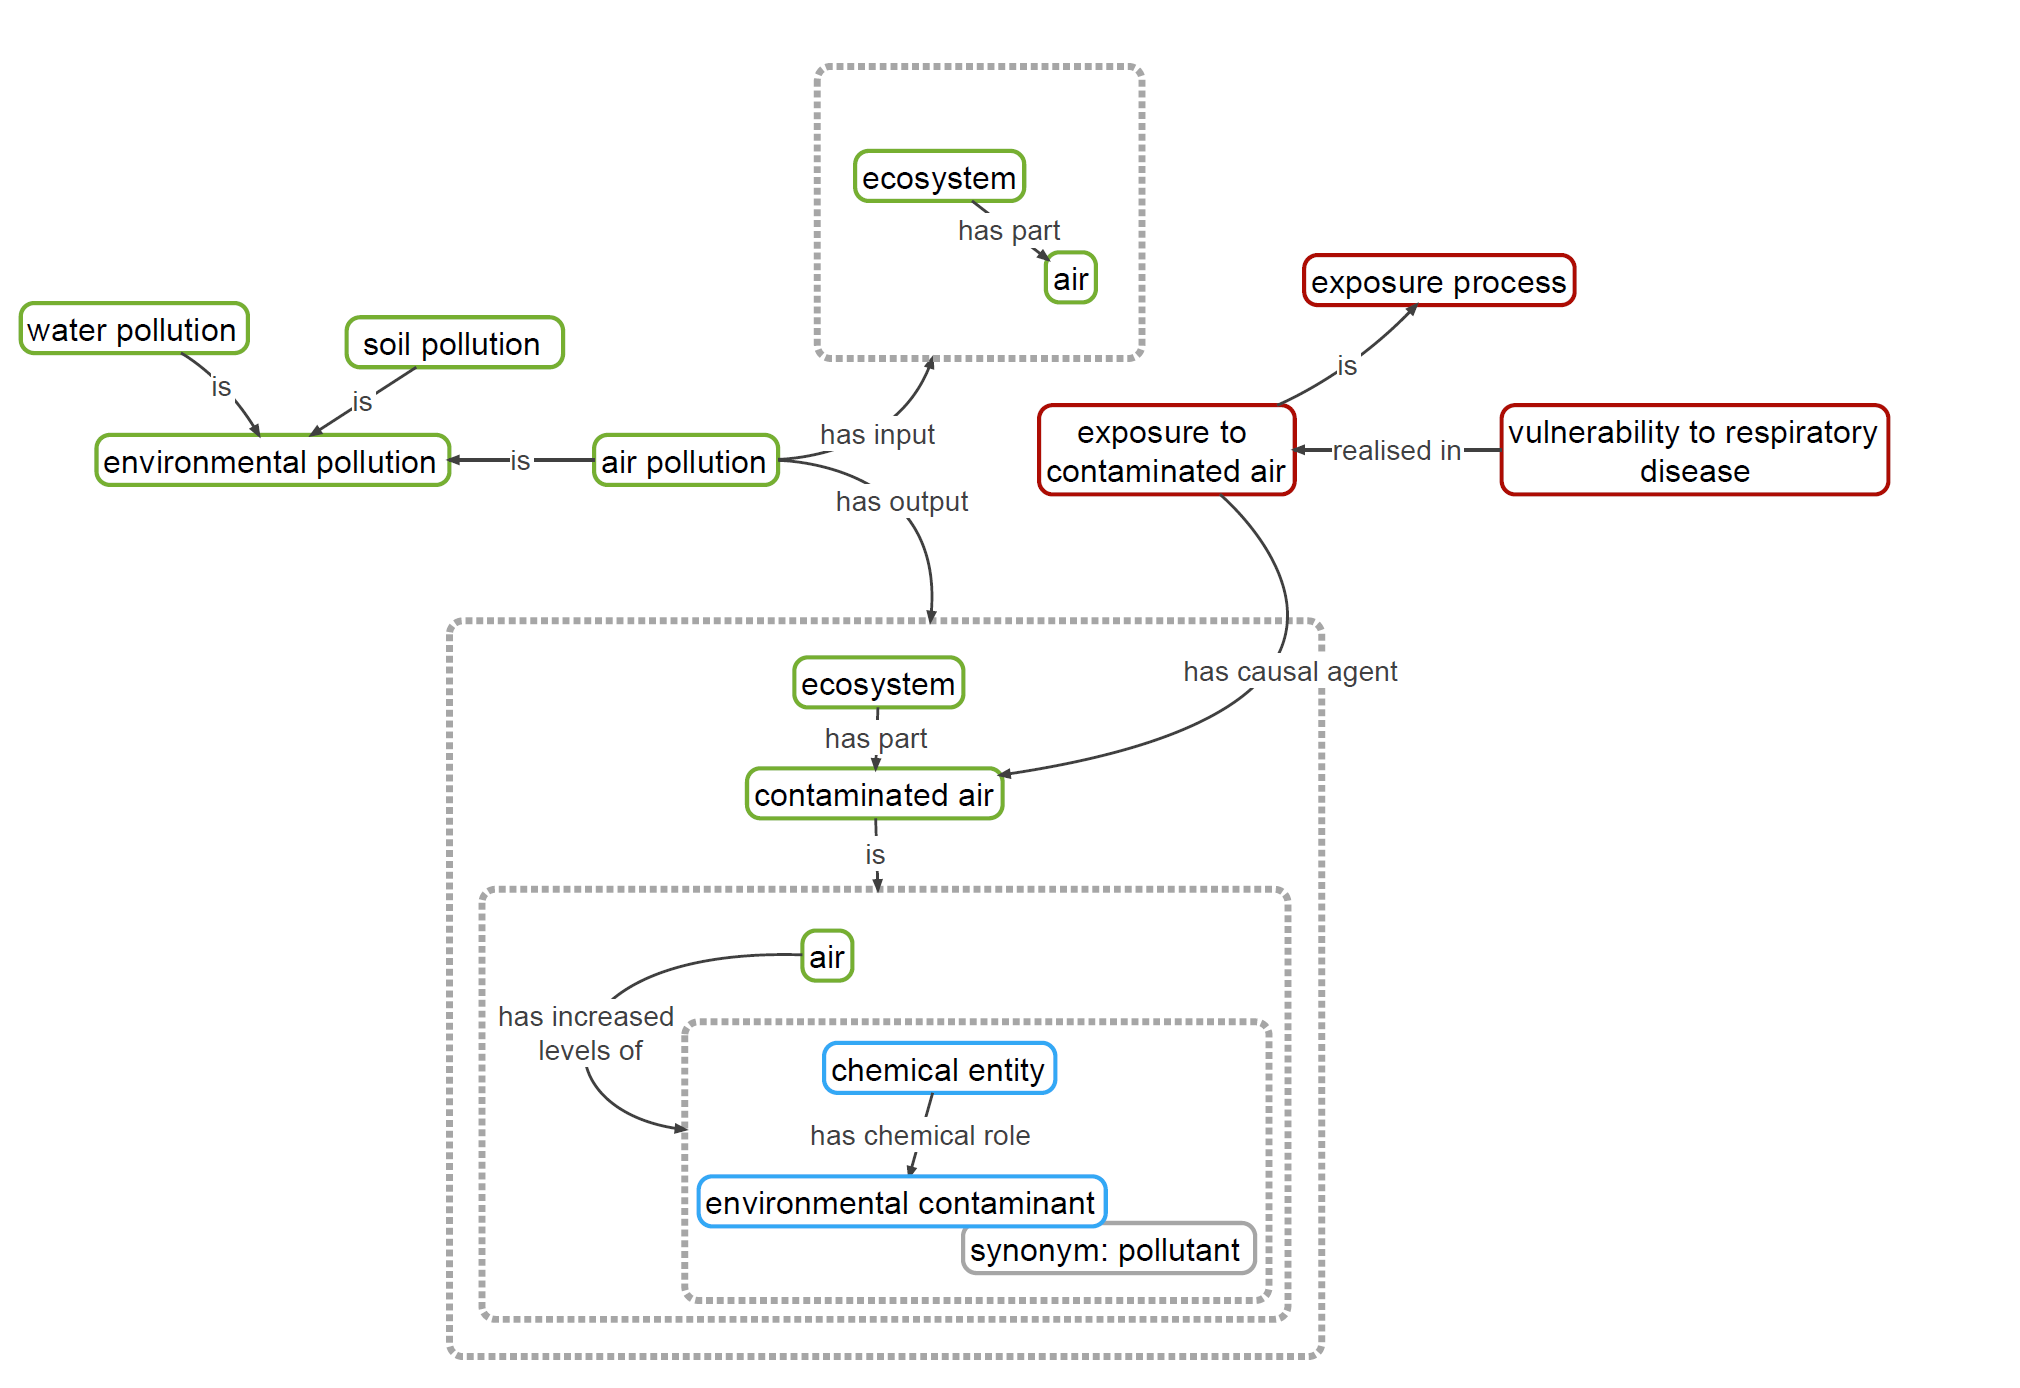 ecosystem
has part
air
exposure process
water pollution
soil pollution
is
is
is
exposure to
contaminated air
realised in
vulnerability to respiratory
disease
environmental pollution
is
air pollution
has input
has output
ecosystem
has causal agent
has part
contaminated air
is
air
has increased
levels of
chemical entity
has chemical role
environmental contaminant
synonym: pollutant